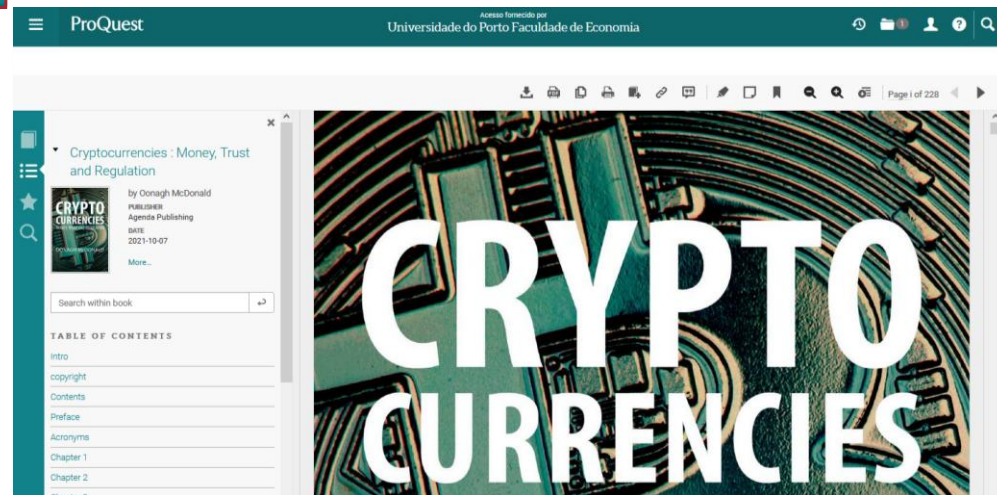 ProQuest
Acesso fornecido por
Universidade do Porto Faculdade de Economia
Page i of 228
Cryptocurrencies : Money, Trust
and Regulation
by Oonagh McDonald
PUBLISHER
Agenda Publishing
DATE
2021-10-07
More...
CRYPTO
CURRENCIES
Search within book
TABLE OF CONTENTS
Intro
copyright
Contents
Preface
Acronyms
Chapter 1
Chapter 2
CRYPTO
CURRENCIES